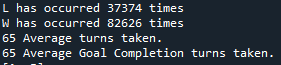 L has occurred 37374 times
W has occurred 82626 times
65 Average turns taken.
65 Average Goal Completion turns taken.